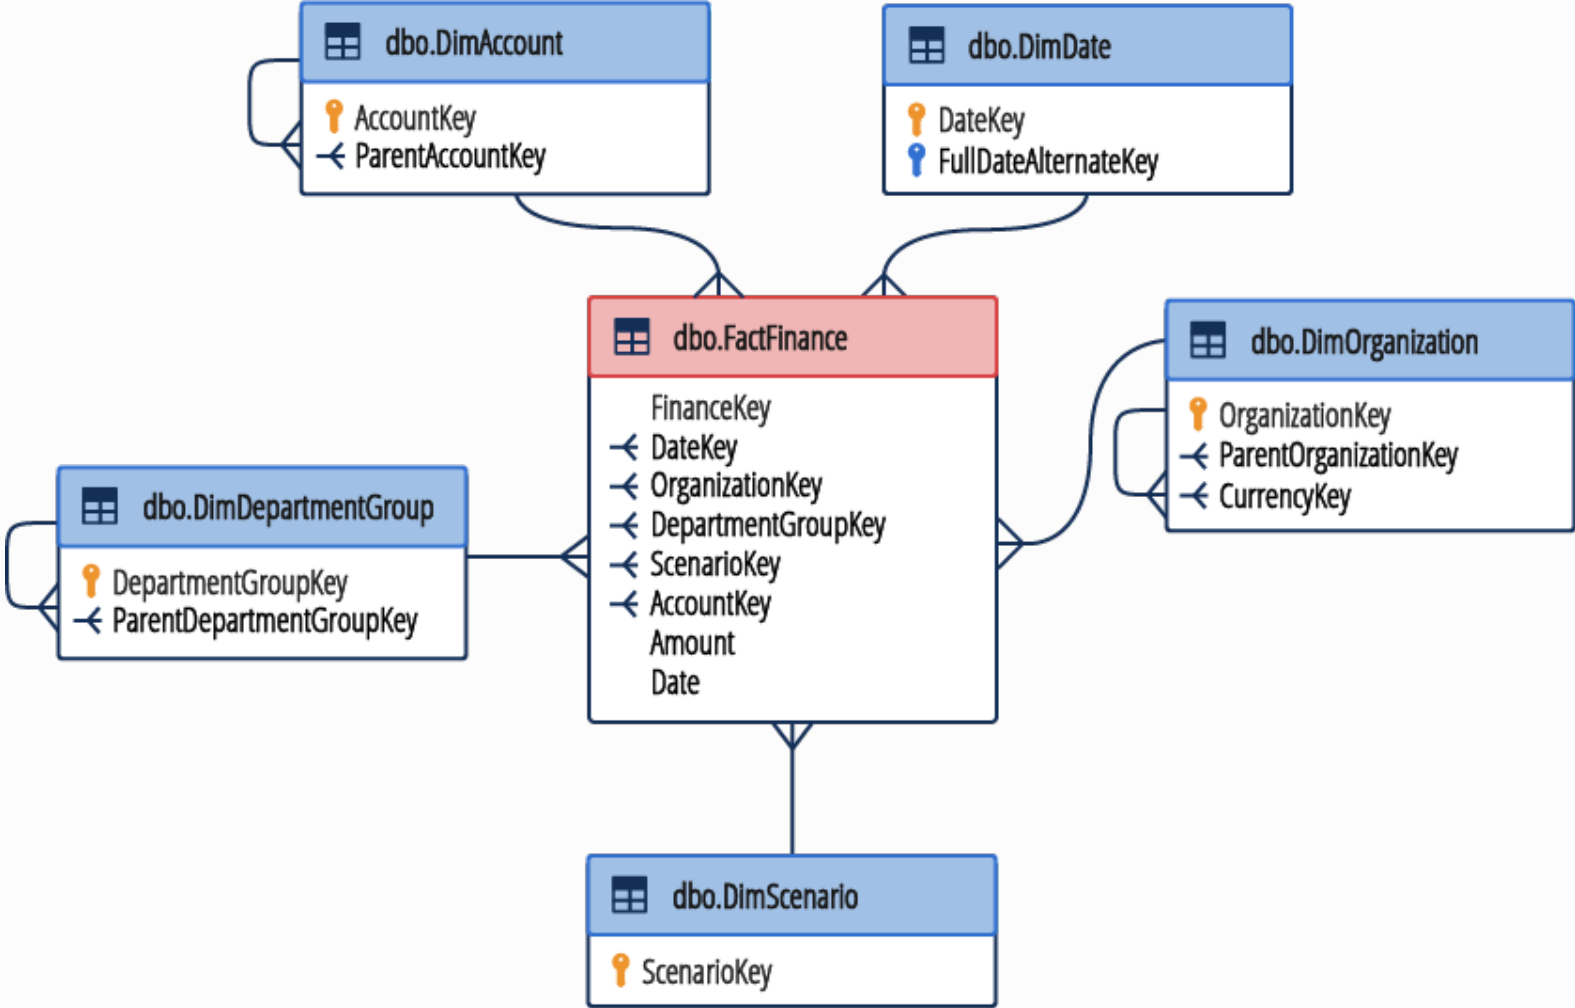 dbo.DimAccount
AccountKey
ParentAccountKey
dbo.DimDate
DateKey
FullDateAlternateKey
dbo.FactFinance
FinanceKey
DateKey
OrganizationKey
DepartmentGroupKey
ScenarioKey
AccountKey
Amount
Date
dbo.DimOrganization
OrganizationKey
ParentOrganizationKey
CurrencyKey
dbo.DimDepartmentGroup
DepartmentGroupKey
ParentDepartmentGroupKey
dbo.DimScenario
ScenarioKey